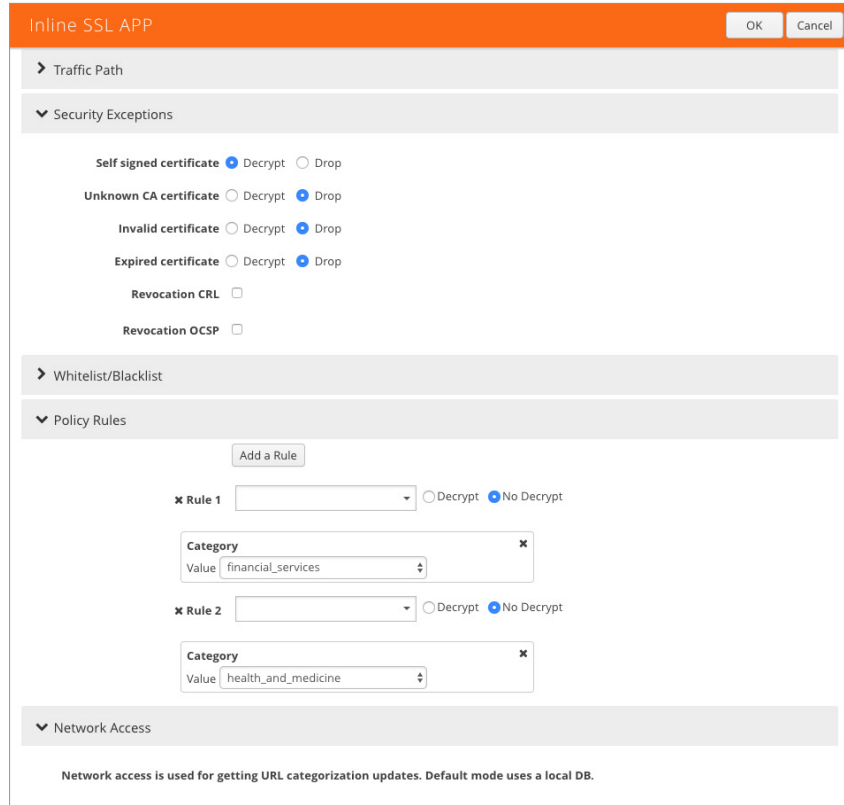 Inline SSL APP OK Cancel
Traffic Path
Security Exceptions
Self signed certificate Decrypt Drop
Unknown CA certificate Decrypt Drop
Invalid certificate Decrypt Drop
Expired certificate Decrypt Drop
Revocation CRL
Revocation OCSP
Whitelist/Blacklist
Policy Rules
Add a Rule
Rule 1 Decrypt No Decrypt
Category
Value financial_services
Rule 2 Decrypt No Decrypt
Category
Value health_and_medicine
Network Access
Network access is used for getting URL categorization updates. Default mode uses a local DB.